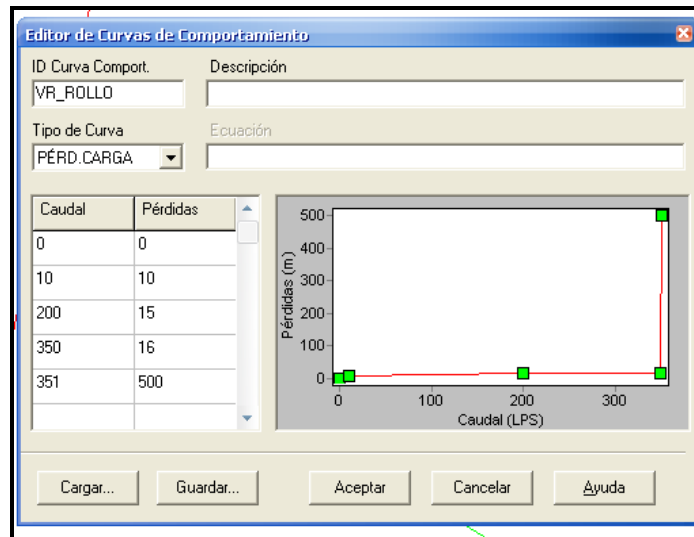 Editor de Curvas de Comportamiento
ID Curva Comport. Descripción
VR_ROLLO
Tipo de Curva Ecuación
PÉRD.CARGA
Caudal Pérdidas
0 0
10 10
200 15
350 16
351 500
500
400
300
200
100
0
Pérdidas (m)
0 100 200 300
Caudal (LPS)
Cargar... Guardar... Aceptar Cancelar Ayuda